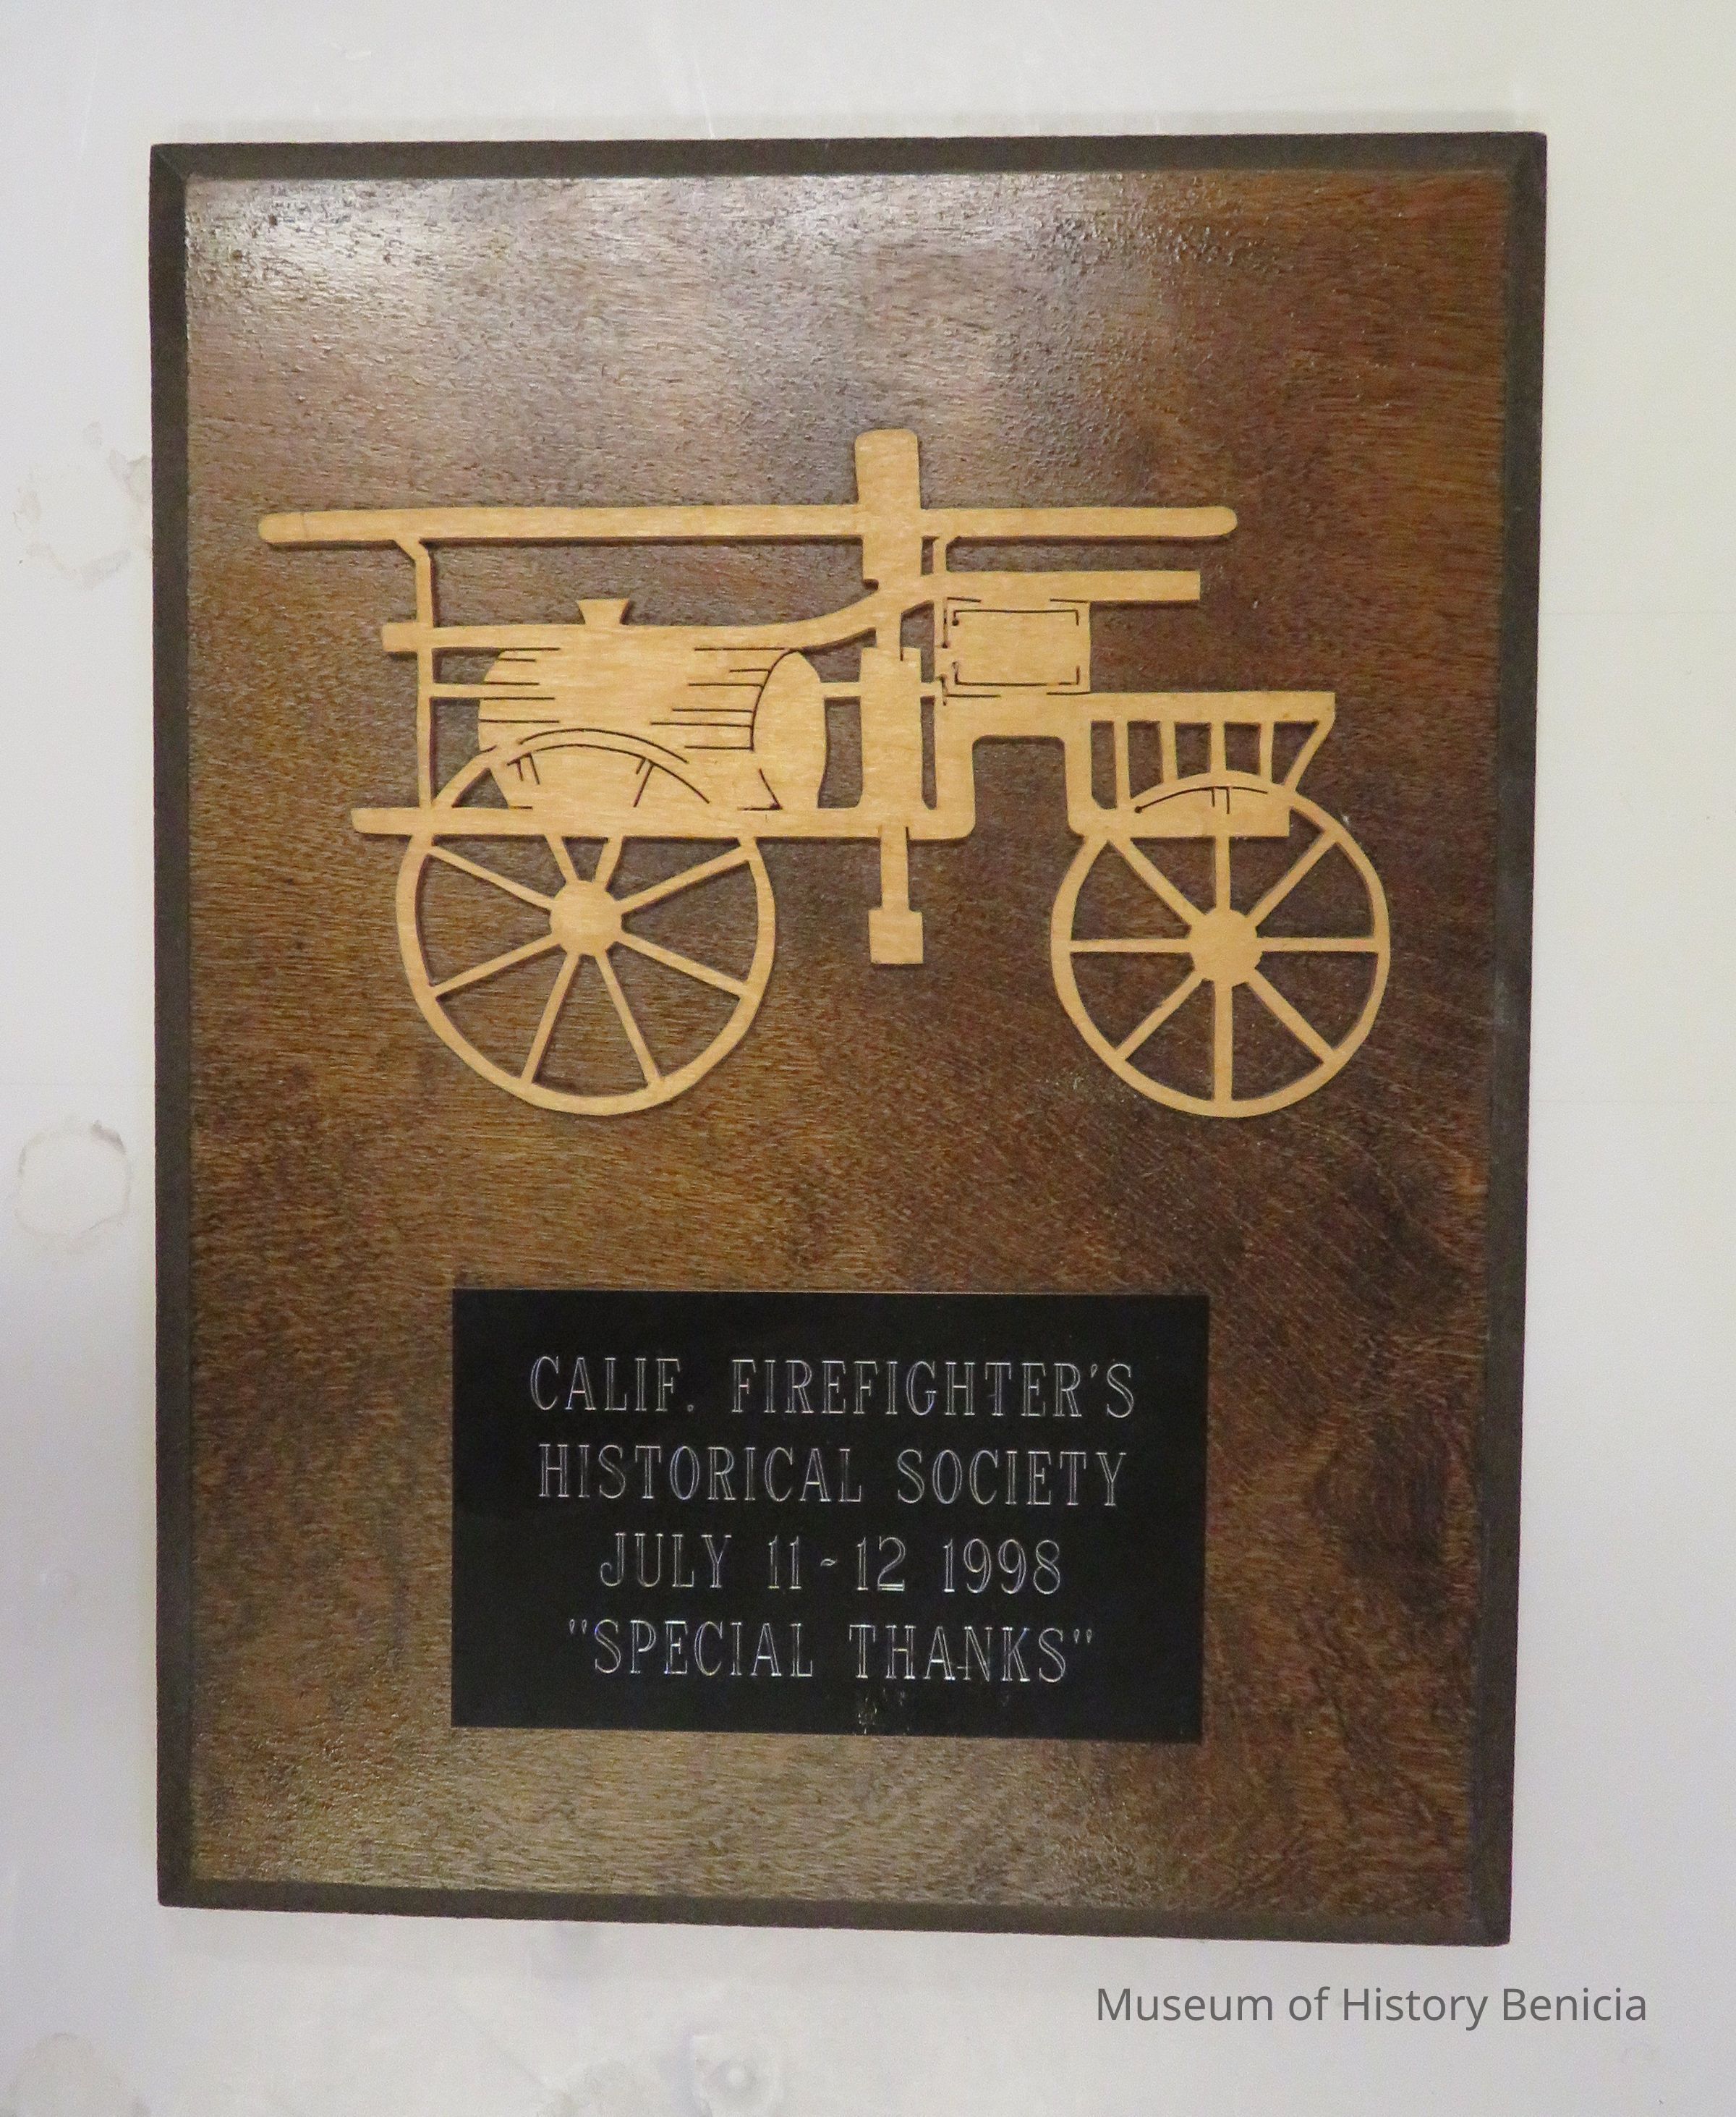 CALIF. FIREFIGHTER'S
HISTORICAL SOCIETY
JULY 11-12 1998
"SPECIAL THANKS"
Museum of History Benicia